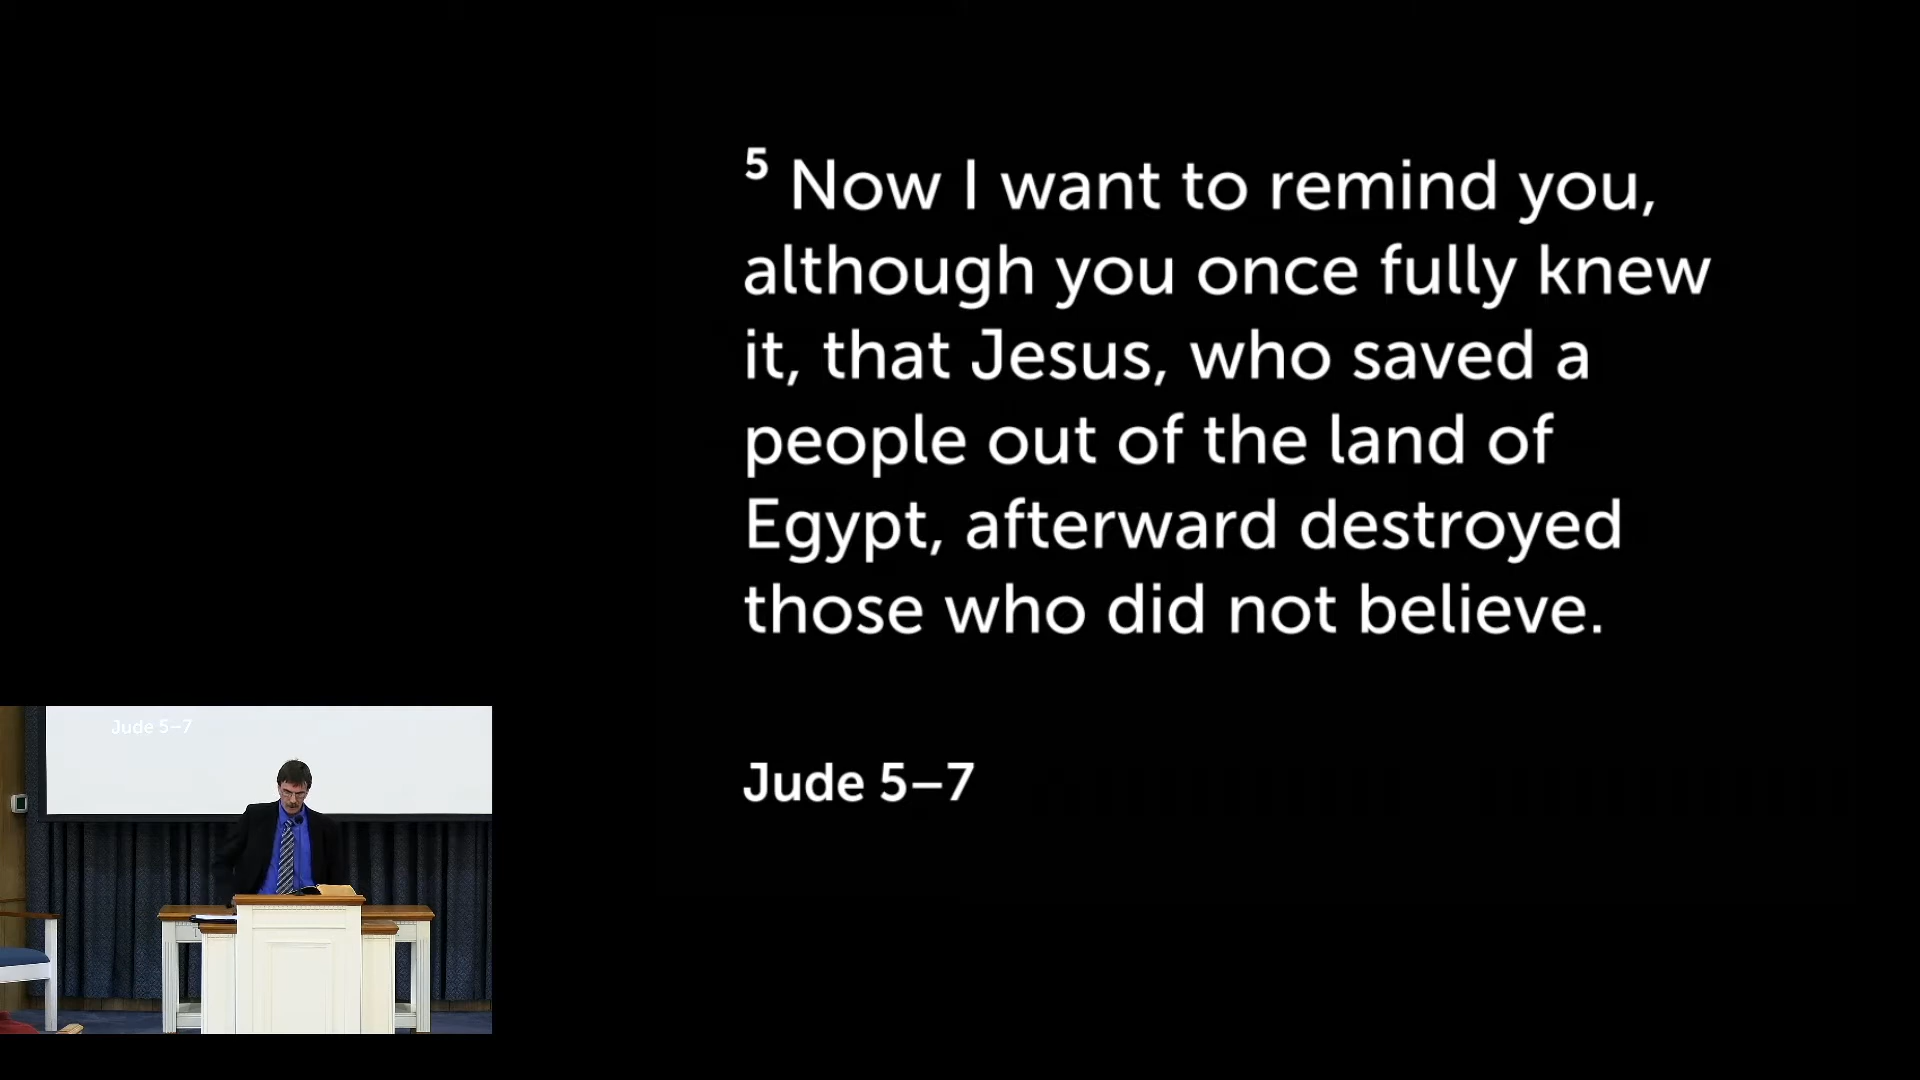 5 Now I want to remind you,
although you once fully knew
it, that Jesus, who saved a
people out of the land of
Egypt, afterward destroyed
those who did not believe.
Jude 5–7
Jude 5–7